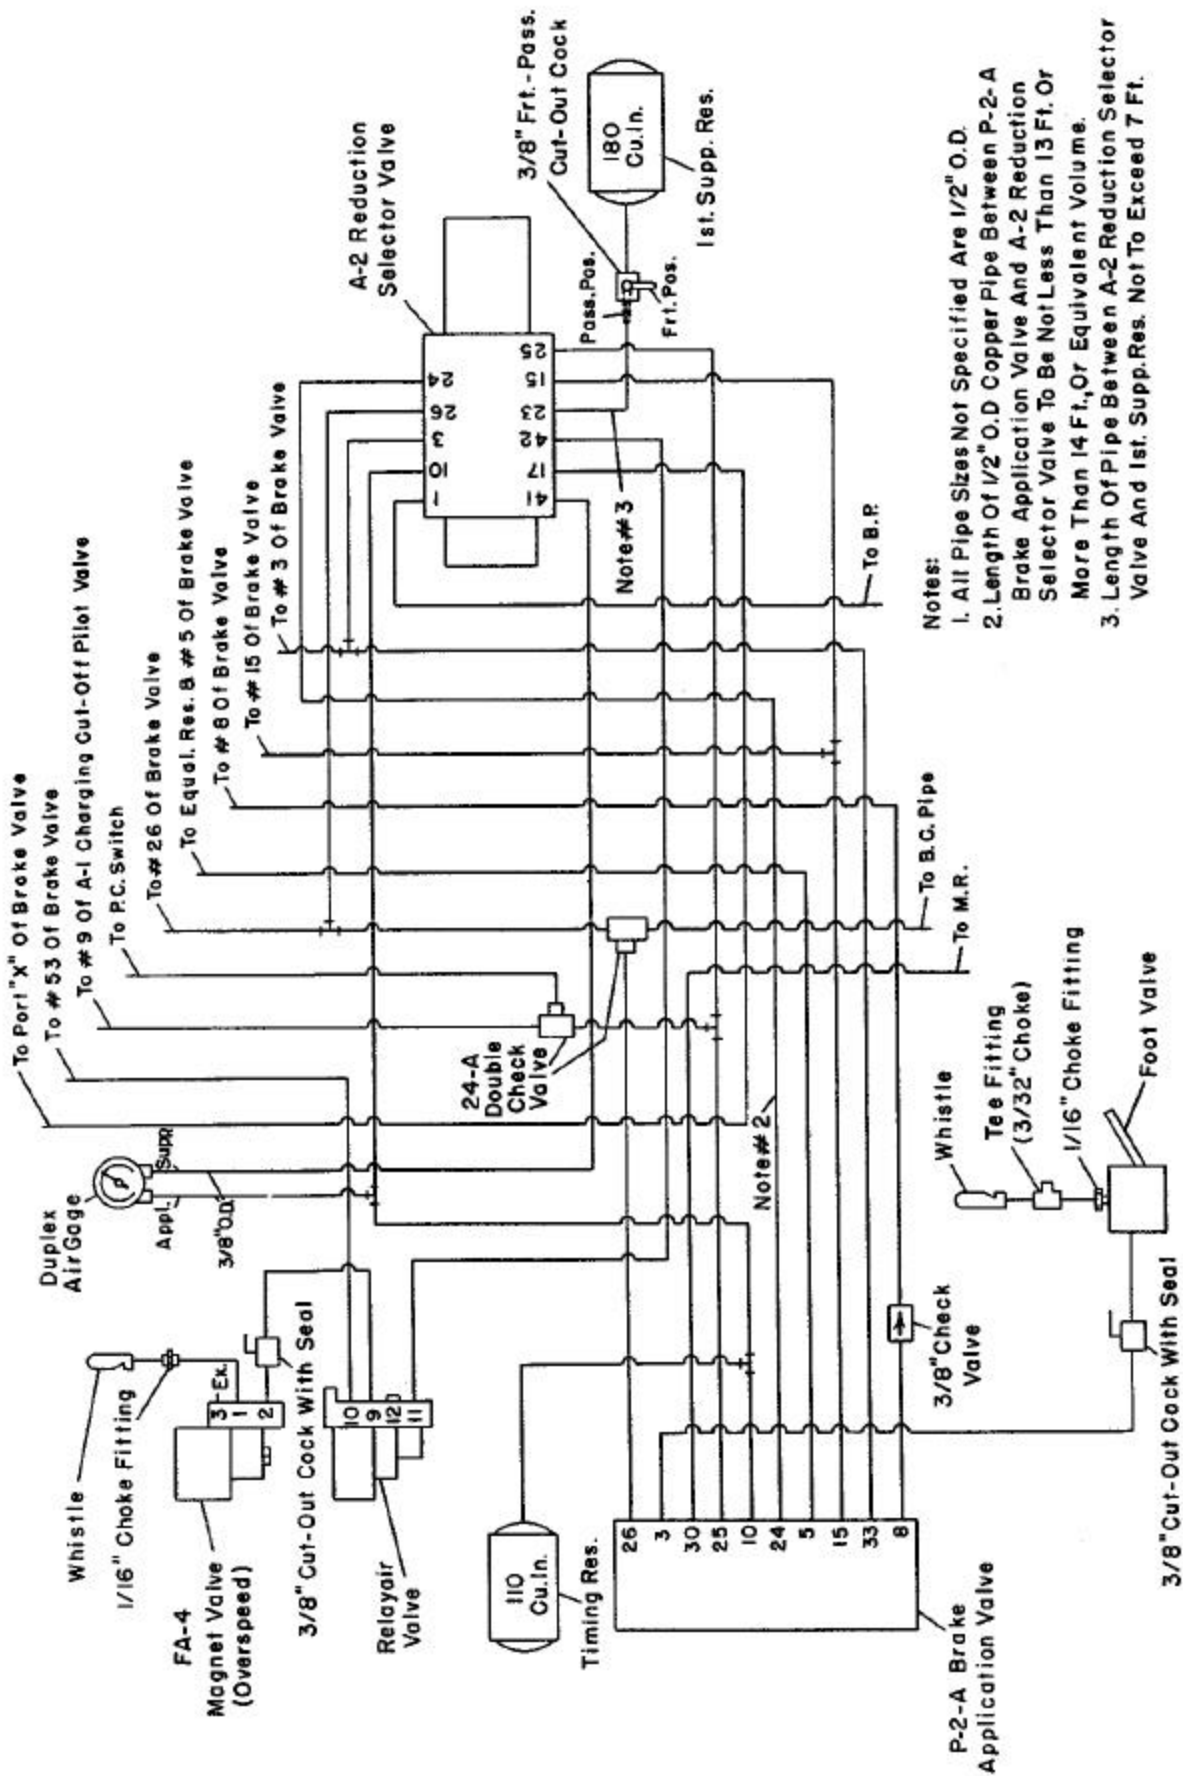 To Port "X" Of Brake Valve
To #53 Of Brake Valve
To #9 Of A-1 Charging Cut-Off Pilot Valve
To P.C. Switch
To #26 Of Brake Valve
To Equal. Res. & #5 Of Brake Valve
To #8 Of Brake Valve
To #15 Of Brake Valve
To #3 Of Brake Valve
A-2 Reduction
Selector Valve
3/8" Frt.-Pass.
Cut-Out Cock
Duplex
Air Gage
Appl.
Supr.
3/8" O.D.
Whistle
1/16" Choke Fitting
3
Ex.
1
2
FA-4
Magnet Valve
(Overspeed)
3/8" Cut-Out Cock With Seal
10
9
12
11
Relayair
Valve
24-A
Double
Check
Valve
1
10
3
26
24
41
17
42
23
15
25
Note #3
Pass. Pos.
Frt. Pos.
180
Cu. In.
1st. Supp. Res.
110
Cu. In.
Timing Res.
Note #2
26
3
30
25
10
24
5
15
33
8
P-2-A Brake
Application Valve
3/8" Check
Valve
To B.P.
To B.C. Pipe
To M.R.
Whistle
Tee Fitting
(3/32" Choke)
1/16" Choke Fitting
Foot Valve
3/8" Cut-Out Cock With Seal
Notes:
1. All Pipe Sizes Not Specified Are 1/2" O.D.
2. Length Of 1/2" O.D Copper Pipe Between P-2-A
Brake Application Valve And A-2 Reduction
Selector Valve To Be Not Less Than 13 Ft. Or
More Than 14 Ft., Or Equivalent Volume.
3. Length Of Pipe Between A-2 Reduction Selector
Valve And 1st. Supp. Res. Not To Exceed 7 Ft.